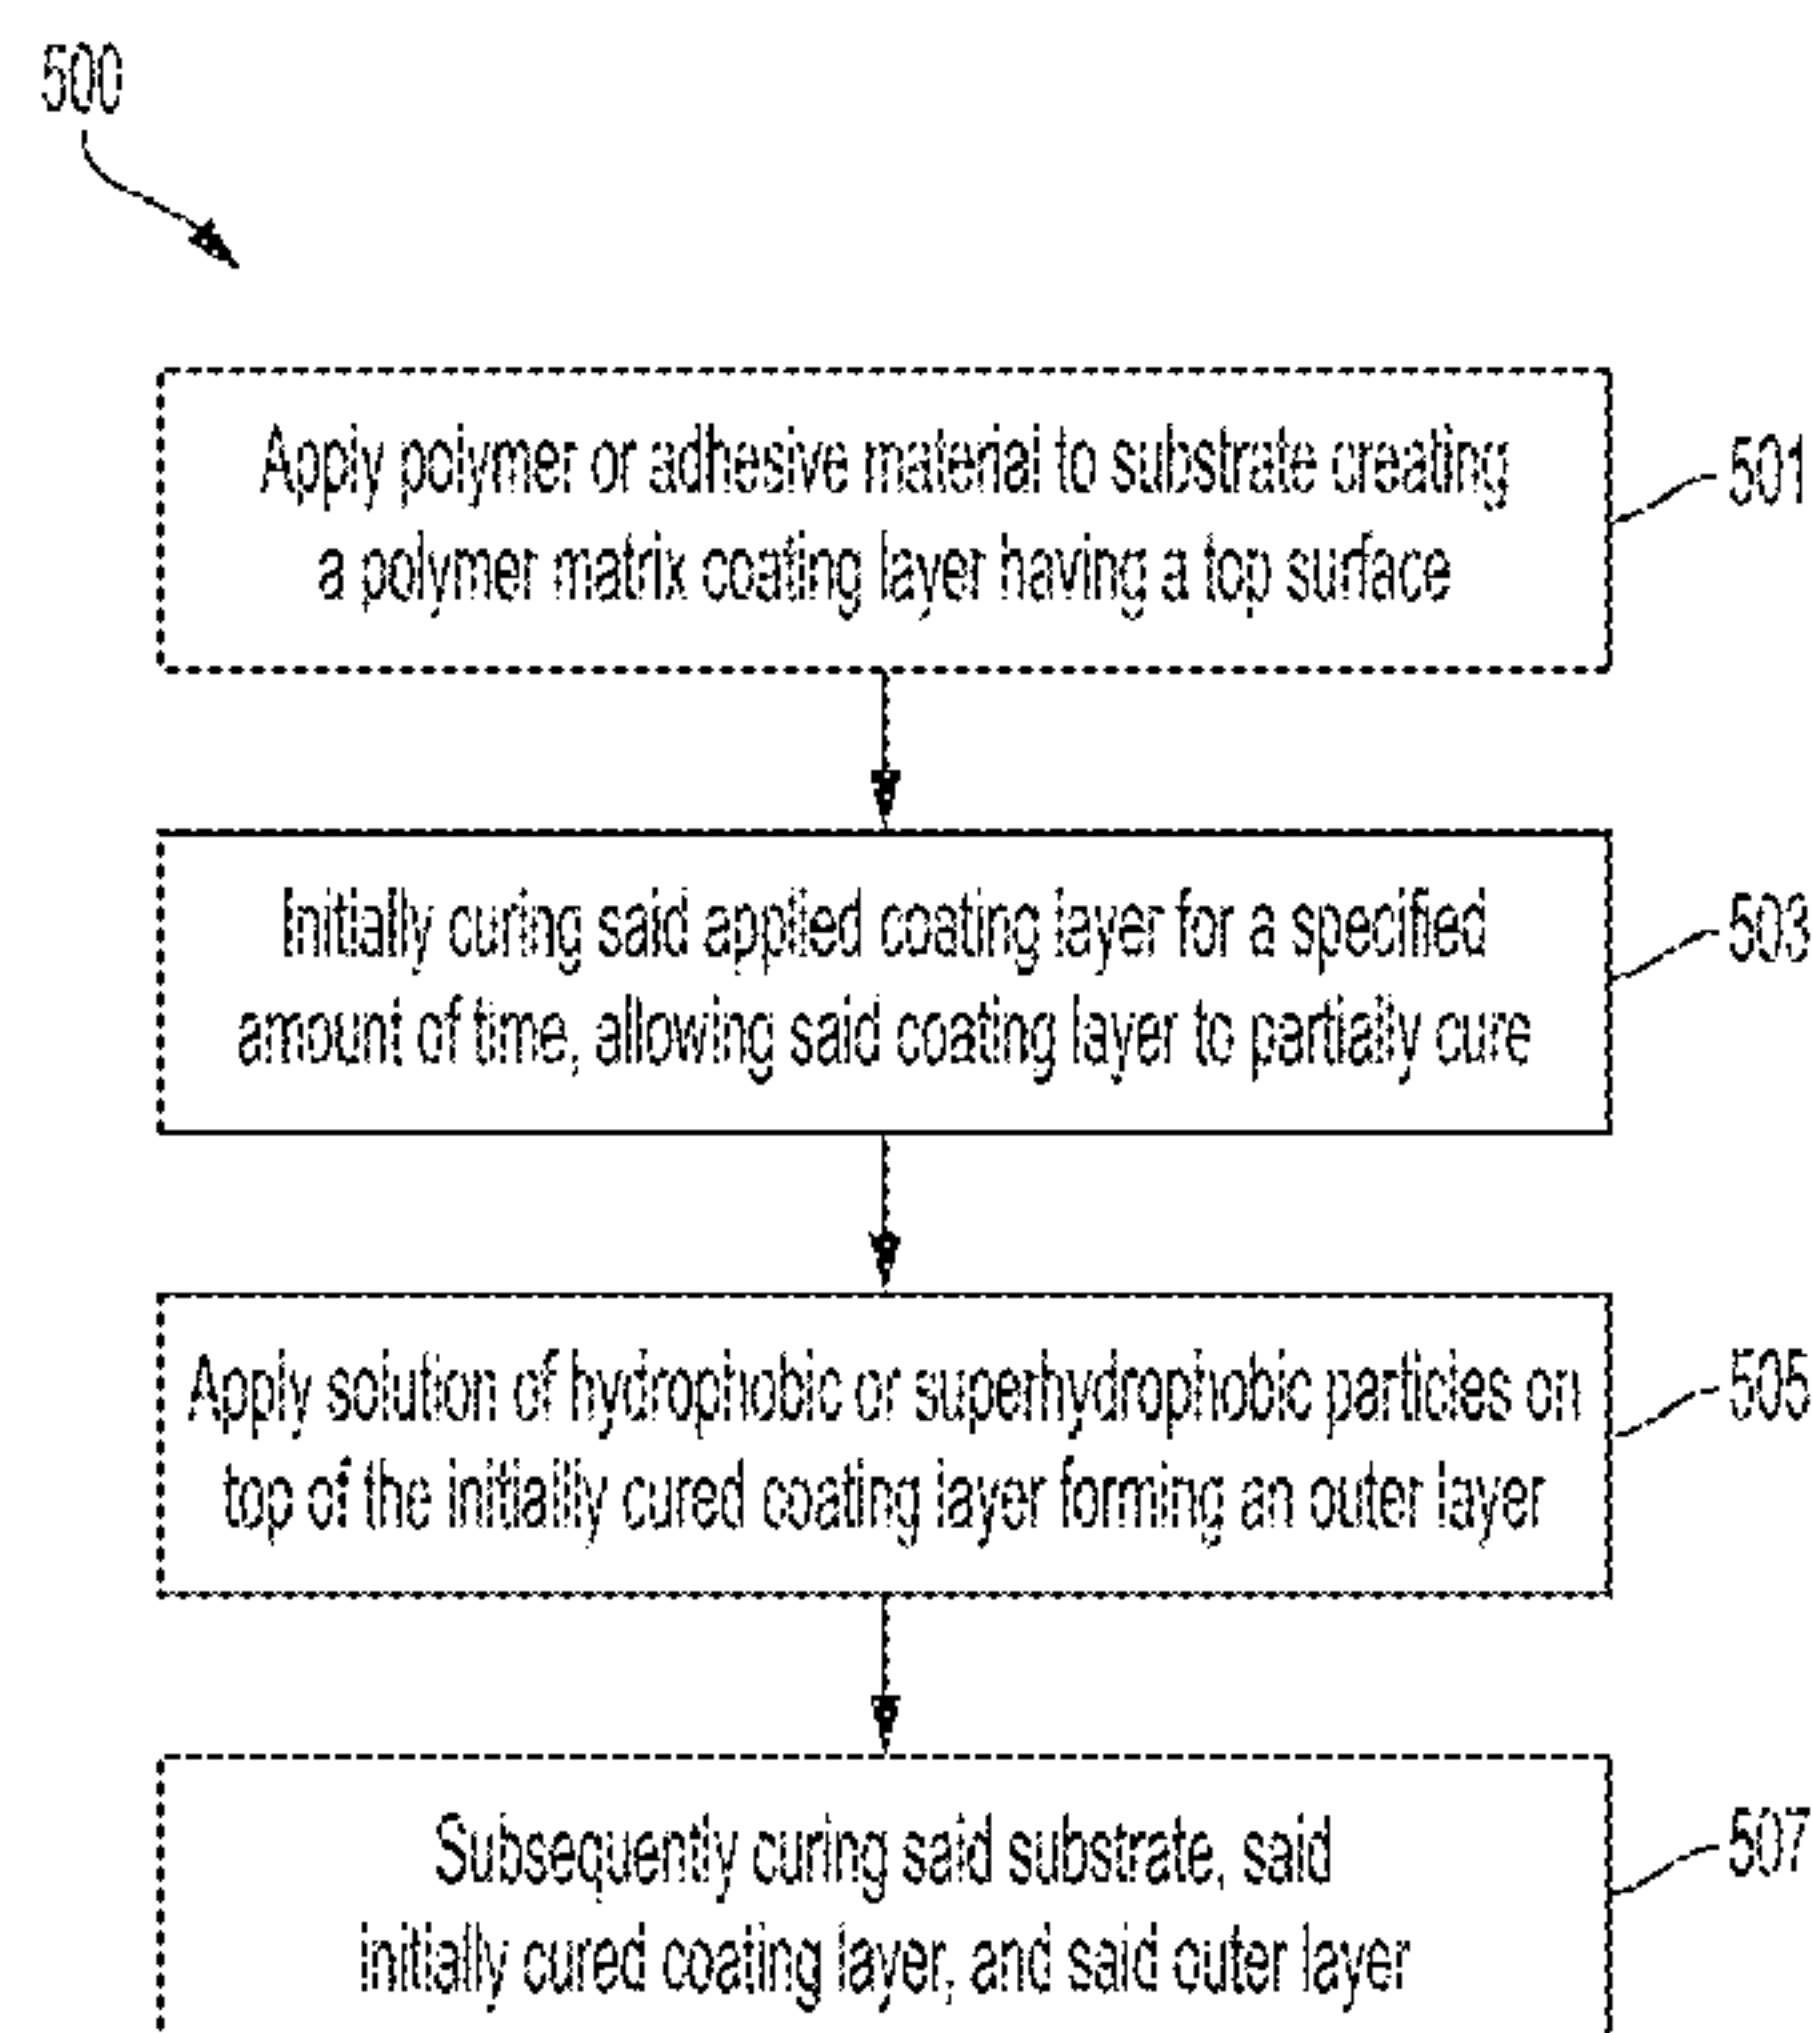 500
Apply polymer or adhesive material to substrate creating
a polymer matrix coating layer having a top surface
501
Initially curing said applied coating layer for a specified
amount of time, allowing said coating layer to partially cure
503
Apply solution of hydrophobic or superhydrophobic particles on
top of the initially cured coating layer forming an outer layer
505
Subsequently curing said substrate, said
initially cured coating layer, and said outer layer
507